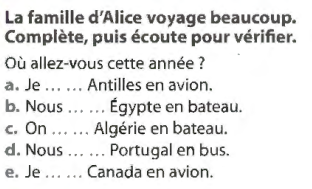 La famille d'Alice voyage beaucoup.
Complète, puis écoute pour vérifier.
Où allez-vous cette année ?
a. Je ... ... Antilles en avion.
b. Nous ... ... Égypte en bateau.
c. On ... ... Algérie en bateau.
d. Nous ... ... Portugal en bus.
e. Je ... ... Canada en avion.